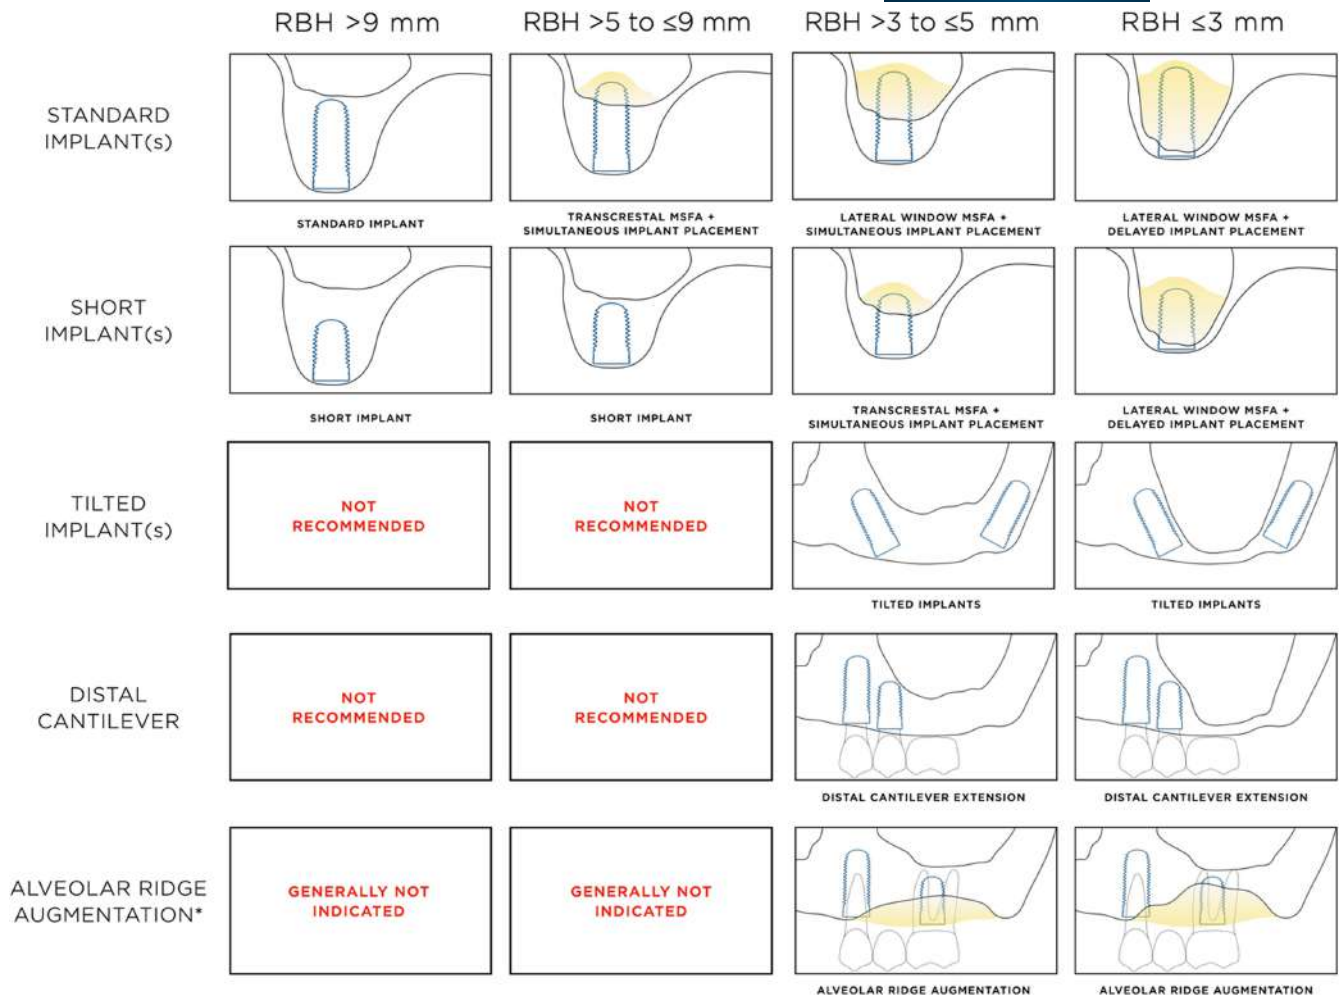 RBH >9 mm
RBH >5 to ≤9 mm
RBH >3 to ≤5 mm
RBH ≤3 mm
STANDARD
IMPLANT(s)
STANDARD IMPLANT
TRANSCRESTAL MSFA +
SIMULTANEOUS IMPLANT PLACEMENT
LATERAL WINDOW MSFA +
SIMULTANEOUS IMPLANT PLACEMENT
LATERAL WINDOW MSFA +
DELAYED IMPLANT PLACEMENT
SHORT
IMPLANT(s)
SHORT IMPLANT
SHORT IMPLANT
TRANSCRESTAL MSFA +
SIMULTANEOUS IMPLANT PLACEMENT
LATERAL WINDOW MSFA +
DELAYED IMPLANT PLACEMENT
TILTED
IMPLANT(s)
NOT
RECOMMENDED
NOT
RECOMMENDED
TILTED IMPLANTS
TILTED IMPLANTS
DISTAL
CANTILEVER
NOT
RECOMMENDED
NOT
RECOMMENDED
DISTAL CANTILEVER EXTENSION
DISTAL CANTILEVER EXTENSION
ALVEOLAR RIDGE
AUGMENTATION*
GENERALLY NOT
INDICATED
GENERALLY NOT
INDICATED
ALVEOLAR RIDGE AUGMENTATION
ALVEOLAR RIDGE AUGMENTATION